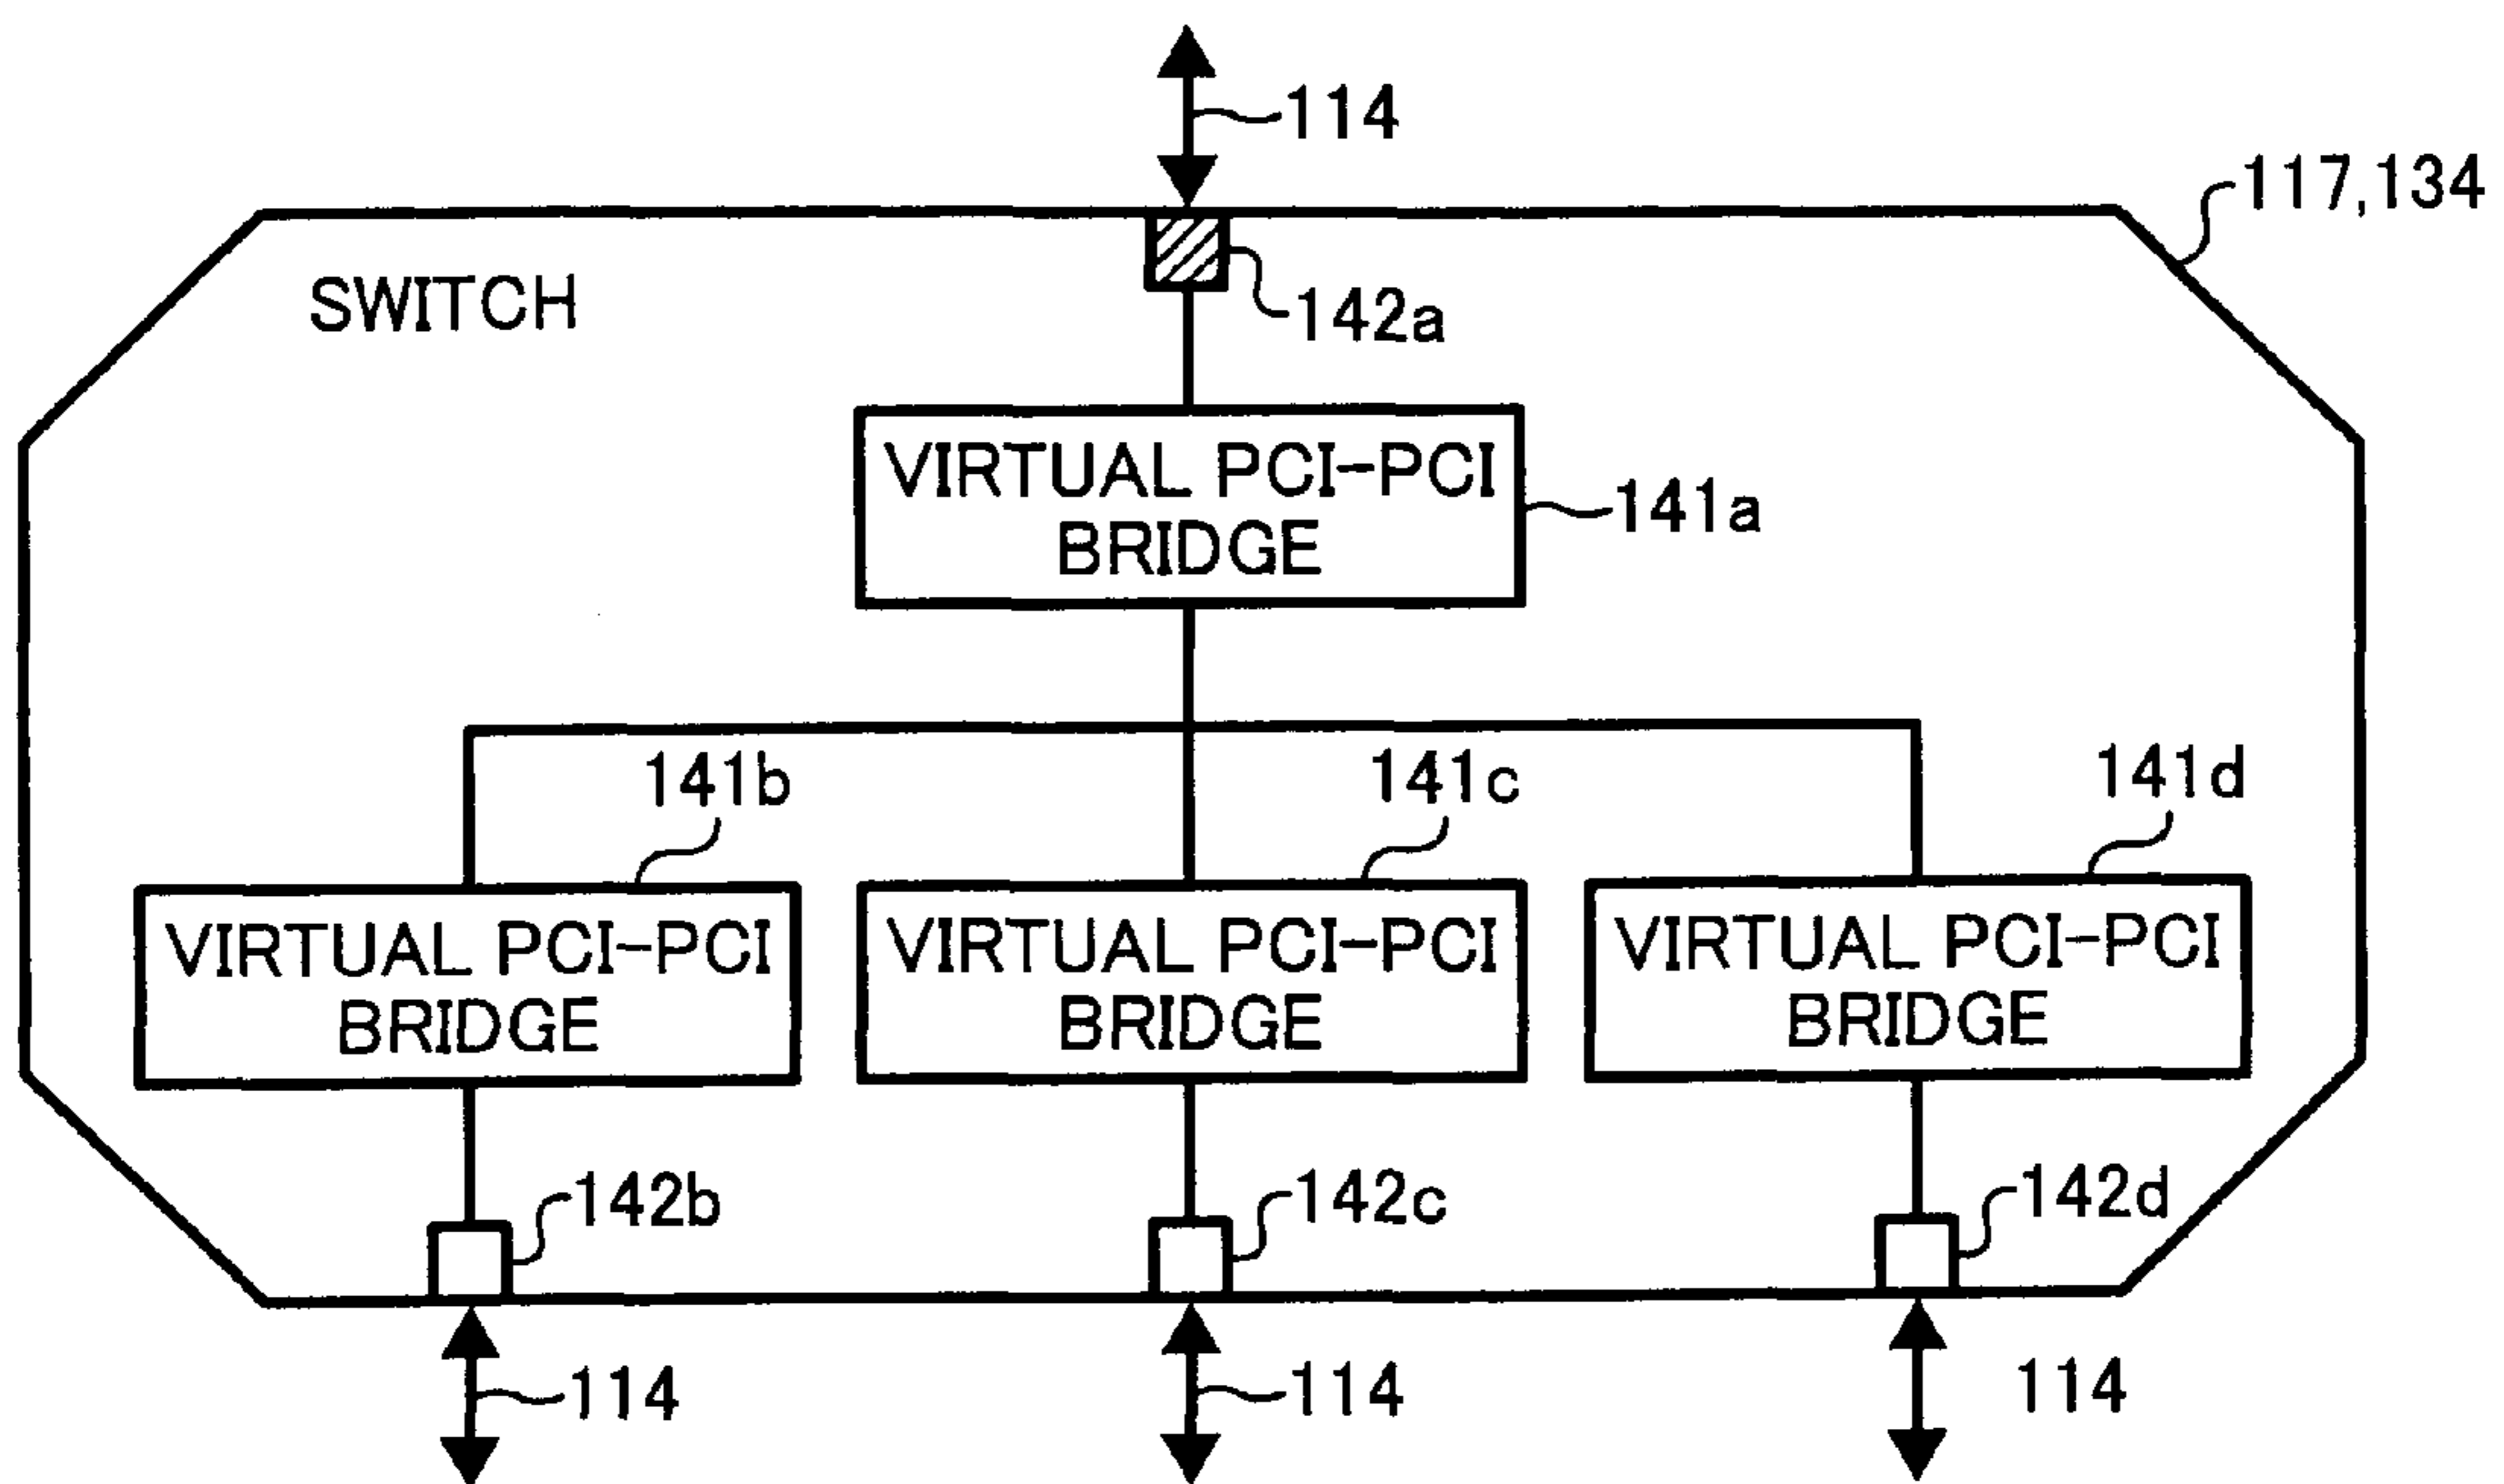 114
117,134
SWITCH
142a
VIRTUAL PCI-PCI
BRIDGE
141a
141b
141c
141d
VIRTUAL PCI-PCI
BRIDGE
VIRTUAL PCI-PCI
BRIDGE
VIRTUAL PCI-PCI
BRIDGE
142b
142c
142d
114
114
114